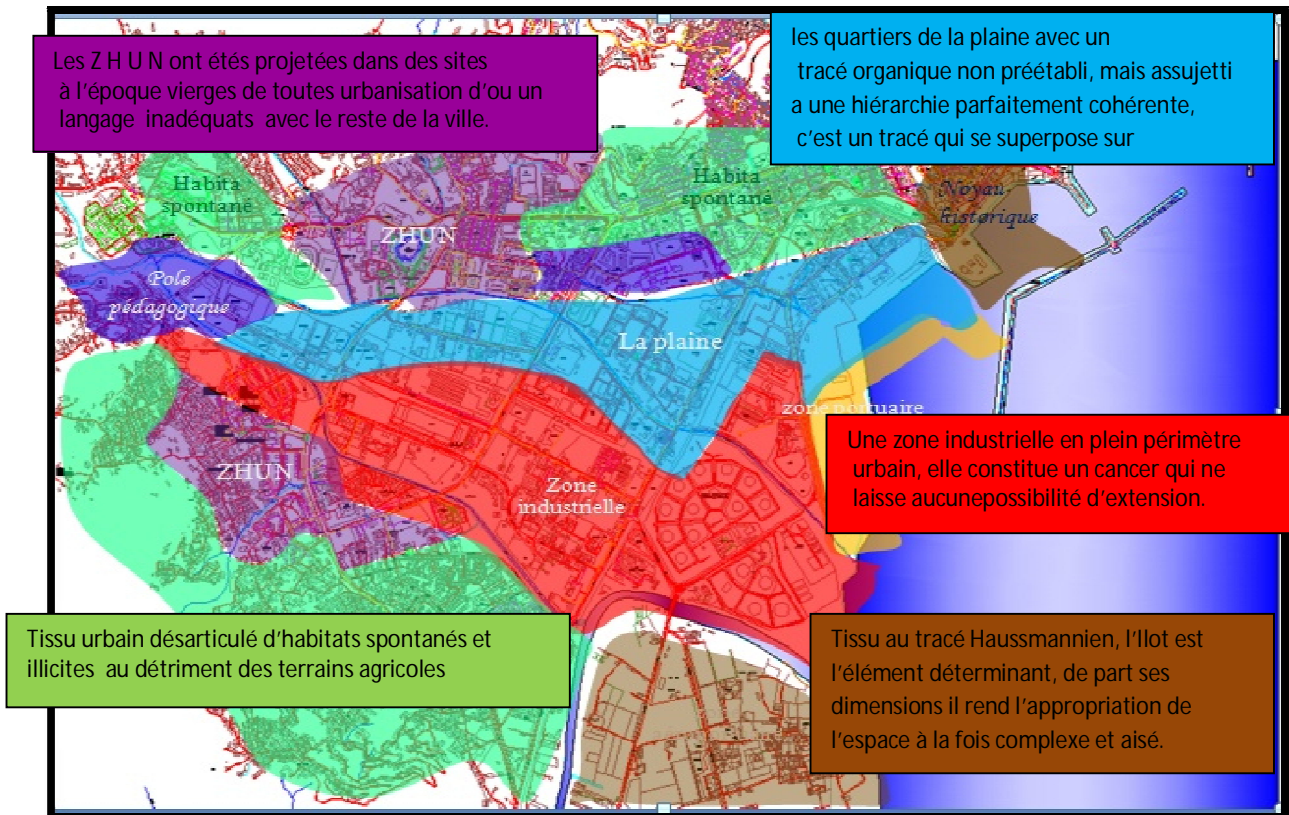 Les Z H U N ont étés projetées dans des sites
à l'époque vierges de toutes urbanisation d'ou un
langage inadéquats avec le reste de la ville.
les quartiers de la plaine avec un
tracé organique non préétabli, mais assujetti
a une hiérarchie parfaitement cohérente,
c'est un tracé qui se superpose sur
Habita
spontané
ZHUN
Habita
spontané
Noyau
historique
Pole
pédagogique
La plaine
zone portuaire
Une zone industrielle en plein périmètre
urbain, elle constitue un cancer qui ne
laisse aucunepossibilité d'extension.
ZHUN
Zone
industrielle
Tissu urbain désarticulé d'habitats spontanés et
illicites au détriment des terrains agricoles
Tissu au tracé Haussmannien, l'Ilot est
l'élément déterminant, de part ses
dimensions il rend l'appropriation de
l'espace à la fois complexe et aisé.